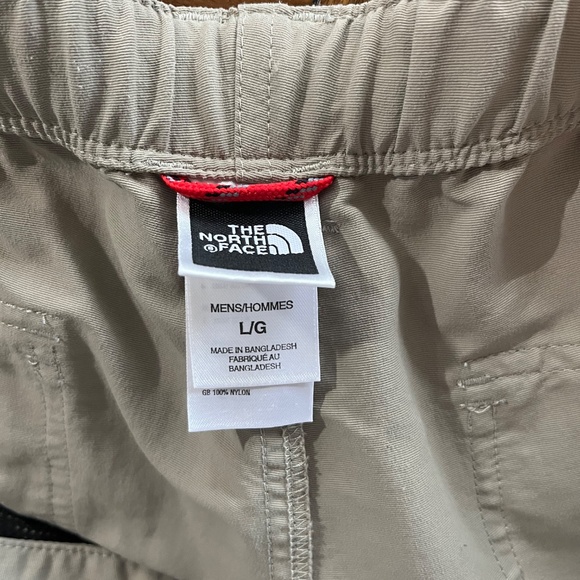 THE
NORTH
FACE
MENS/HOMMES
L/G
MADE IN BANGLADESH
FABRIQUÉ AU
BANGLADESH
GB 100% NYLON